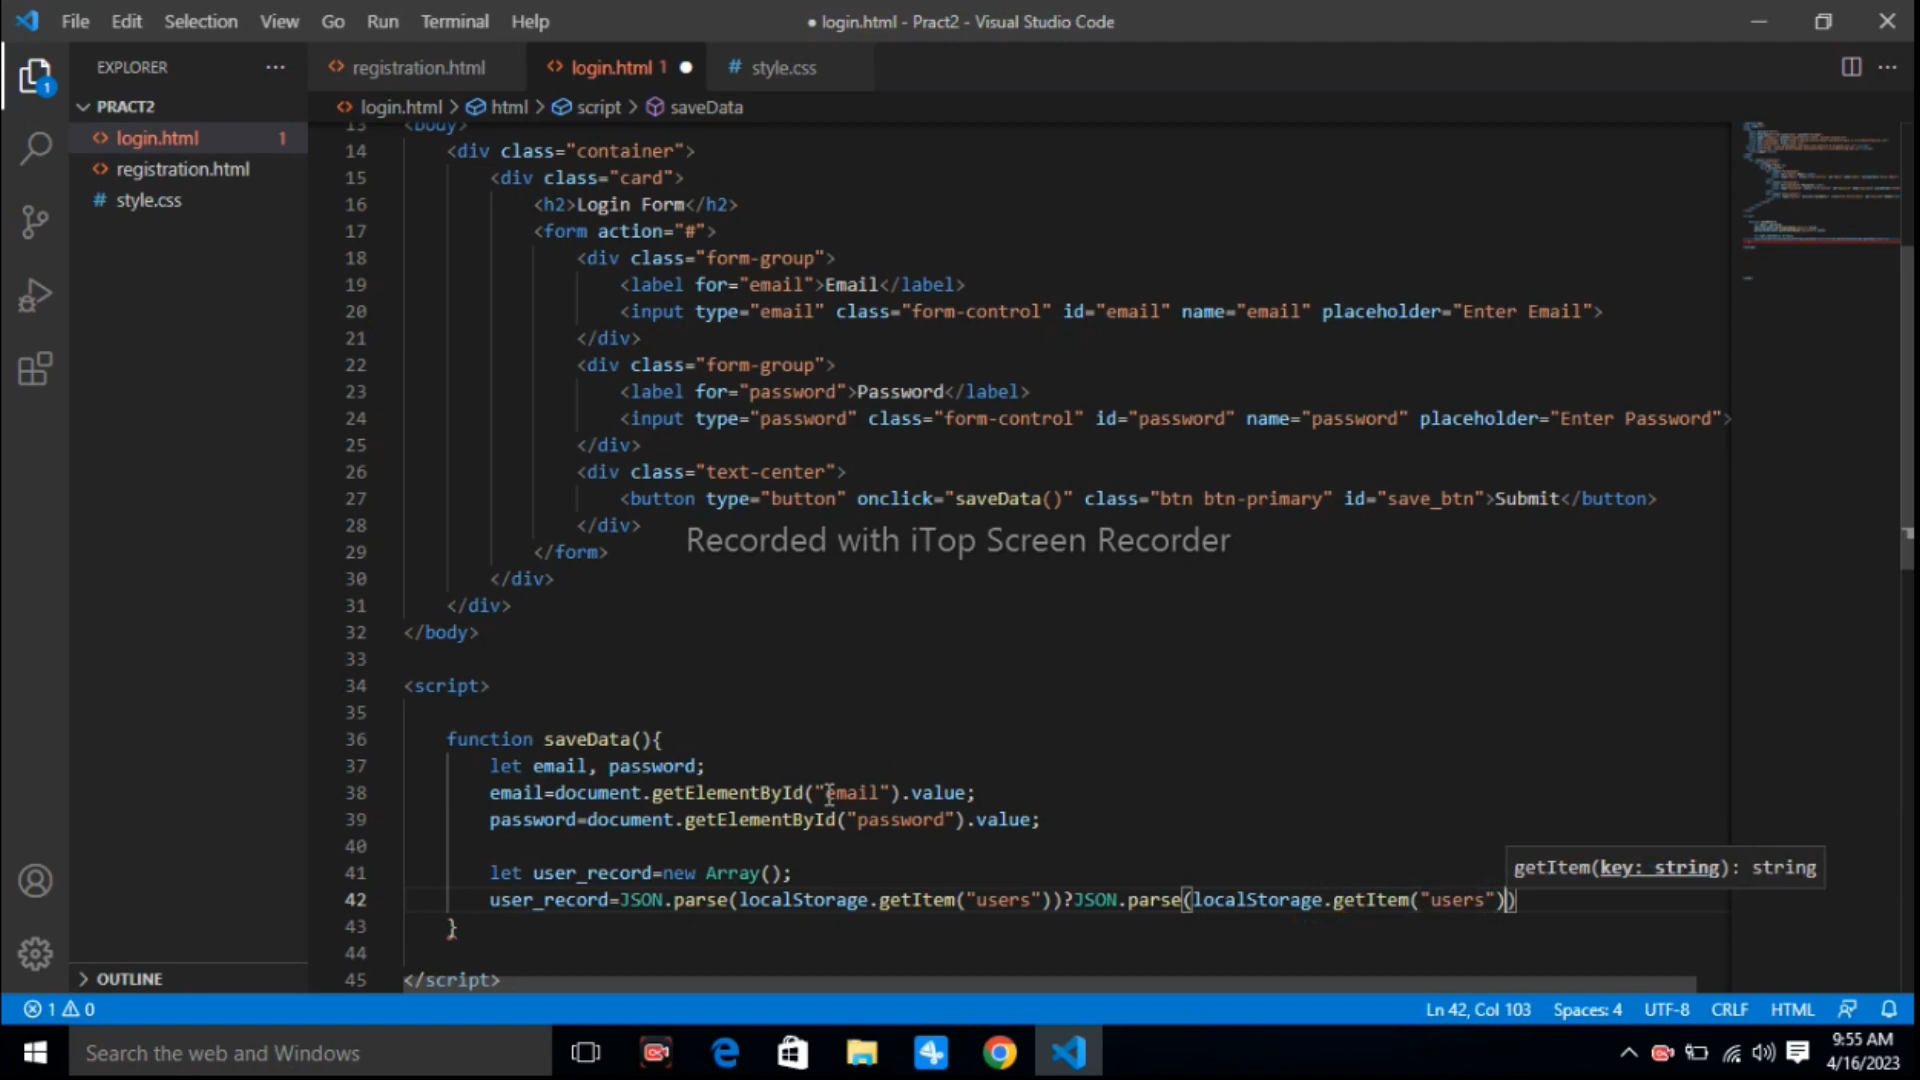 File Edit Selection View Go Run Terminal Help
● login.html - Pract2 - Visual Studio Code
EXPLORER
registration.html
login.html 1
# style.css
PRACT2
login.html > html > script > saveData
login.html 1
registration.html
# style.css
1
13 <body>
14 <div class="container">
15 <div class="card">
16 <h2>Login Form</h2>
17 <form action="#">
18 <div class="form-group">
19 <label for="email">Email</label>
20 <input type="email" class="form-control" id="email" name="email" placeholder="Enter Email">
21 </div>
22 <div class="form-group">
23 <label for="password">Password</label>
24 <input type="password" class="form-control" id="password" name="password" placeholder="Enter Password">
25 </div>
26 <div class="text-center">
27 <button type="button" onclick="saveData()" class="btn btn-primary" id="save_btn">Submit</button>
28 </div>
Recorded with iTop Screen Recorder
29 </form>
30 </div>
31 </div>
32 </body>
33
34 <script>
35
36 function saveData(){
37 let email, password;
38 email=document.getElementById("email").value;
39 password=document.getElementById("password").value;
40
41 let user_record=new Array();
getItem(key: string): string
42 user_record=JSON.parse(localStorage.getItem("users"))?JSON.parse(localStorage.getItem("users"))
43 }
44
45 </script>
OUTLINE
1 0
Ln 42, Col 103 Spaces: 4 UTF-8 CRLF HTML
Search the web and Windows
9:55 AM
4/16/2023